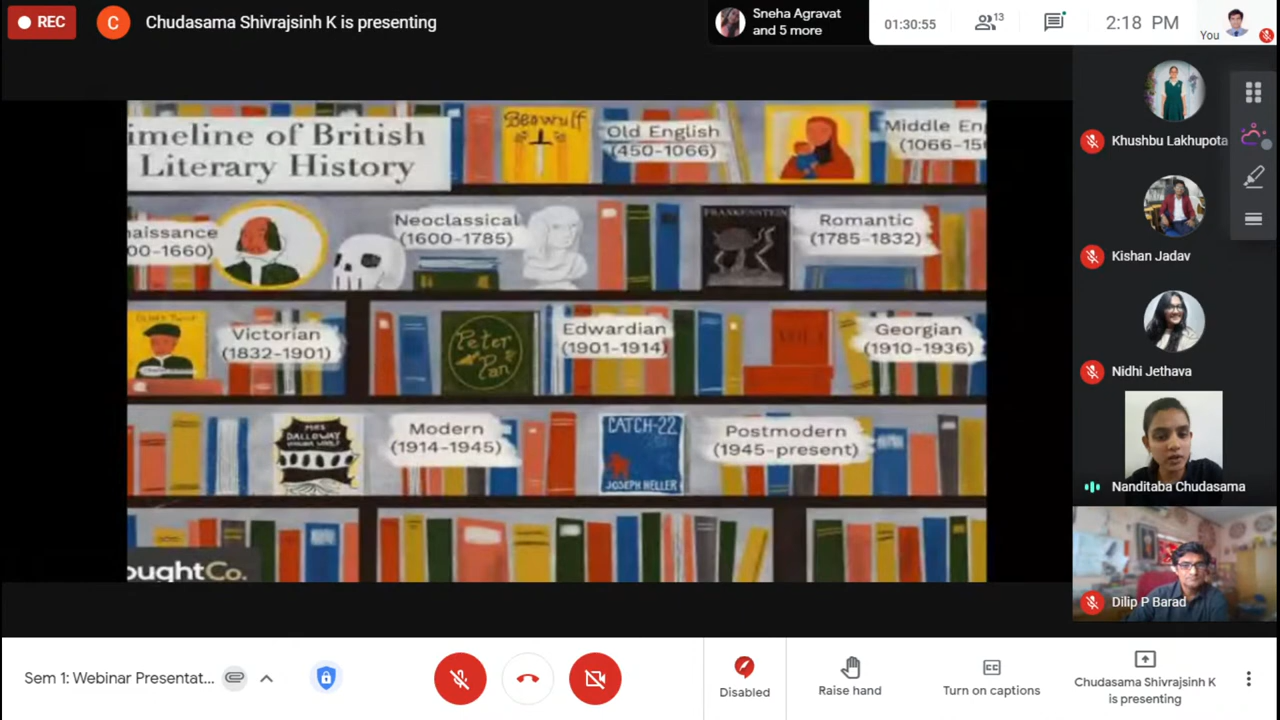 REC
C
Chudasama Shivrajsinh K is presenting
Sneha Agravat
and 5 more
01:30:55
13
2:18 PM
You
imeline of British
Literary History
Beowulf
Old English
(450-1066)
Middle En
(1066-15
naissance
00-1660)
Neoclassical
(1600-1785)
FRANKENSTEIN
Romantic
(1785-1832)
Victorian
(1832-1901)
Peter
Pan
Edwardian
(1901-1914)
Georgian
(1910-1936)
MRS
DALLOWAY
Modern
(1914-1945)
CATCH-22
JOSEPH HELLER
Postmodern
(1945-present)
oughtCo.
Khushbu Lakhupota
Kishan Jadav
Nidhi Jethava
Nanditaba Chudasama
Dilip P Barad
Sem 1: Webinar Presentat...
Disabled
Raise hand
CC
Turn on captions
Chudasama Shivrajsinh K
is presenting